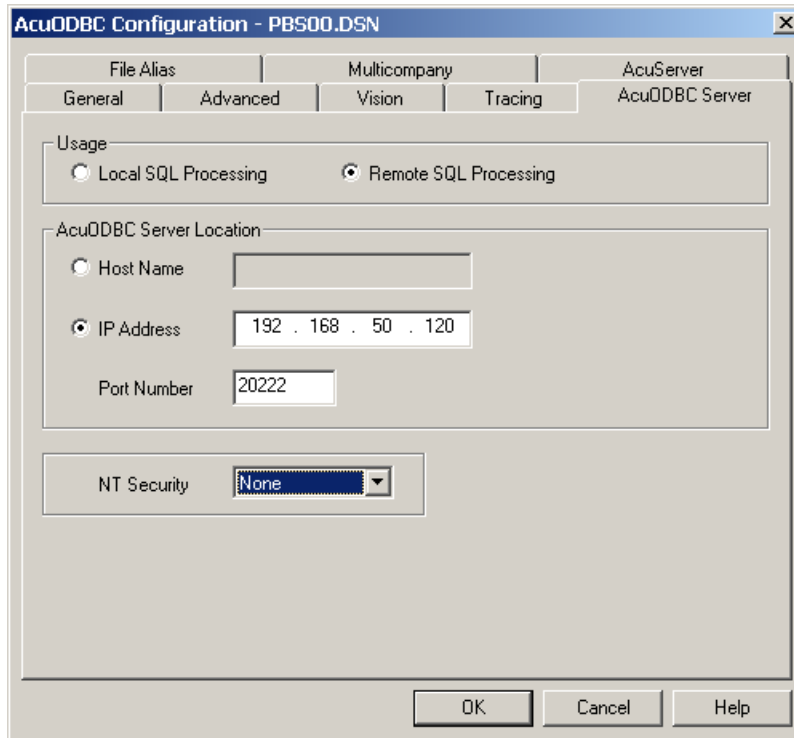 AcuODBC Configuration - PBS00.DSN
File Alias Multicompany AcuServer
General Advanced Vision Tracing AcuODBC Server
Usage
Local SQL Processing Remote SQL Processing
AcuODBC Server Location
Host Name
IP Address 192 . 168 . 50 . 120
Port Number 20222
NT Security None
OK Cancel Help